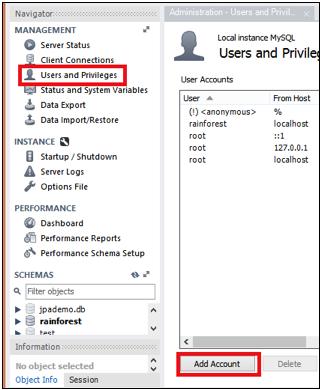 Navigator
MANAGEMENT
Server Status
Client Connections
Users and Privileges
Status and System Variables
Data Export
Data Import/Restore
INSTANCE
Startup / Shutdown
Server Logs
Options File
PERFORMANCE
Dashboard
Performance Reports
Performance Schema Setup
SCHEMAS
Filter objects
jpademo.db
rainforest
test
Information
No object selected
Object Info Session
Administration - Users and Privil...
Local instance MySQL
Users and Privileg
User Accounts
User From Host
(!) <anonymous> %
rainforest localhost
root ::1
root 127.0.0.1
root localhost
Add Account Delete